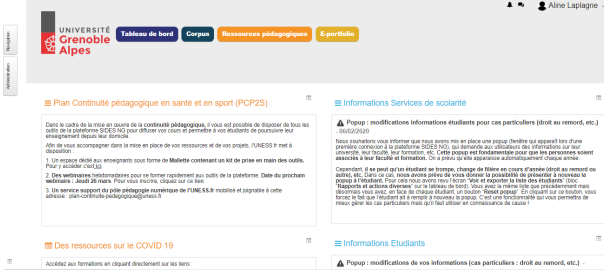 Aline Laplagne
UNIVERSITÉ
Grenoble
Alpes
Tableau de bord
Corpus
Ressources pédagogiques
E-portfolio
Navigation
Administration
Plan Continuité pédagogique en santé et en sport (PCP2S)
Dans le cadre de la mise en œuvre de la continuité pédagogique, il vous est possible de disposer de tous les
outils de la plateforme SIDES NG pour diffuser vos cours et permettre à vos étudiants de poursuivre leur
enseignement depuis leur domicile.
Afin de vous accompagner dans la mise en place de vos ressources et de vos projets, l'UNESS.fr met à
disposition :
1. Un espace dédié aux enseignants sous forme de Mallette contenant un kit de prise en main des outils.
Pour y accéder c'est ici
2. Des webinaires hebdomadaires pour se former rapidement aux outils de la plateforme. Date du prochain
webinaire : Jeudi 26 mars. Pour vous inscrire, cliquez sur ce lien
3. Un service support du pôle pédagogie numérique de l'UNESS.fr mobilisé et joignable à cette
adresse : plan-continuite-pedagogique@uness.fr
Des ressources sur le COVID 19
Accédez aux formations en cliquant directement sur les liens :
Informations Services de scolarité
Popup : modifications informations étudiants pour cas particuliers (droit au remord, etc.)
- 06/02/2020
Nous souhaitons vous informer que nous avons mis en place une popup (fenêtre qui apparaît lors d'une
première connexion à la plateforme SIDES NG), qui demande aux utilisateurs des informations sur leur
université, leur faculté, leur formation, etc. Cette popup est fondamentale pour que les personnes soient
associés à leur faculté et formation. On a prévu qu'elle apparaisse automatiquement chaque année.
Cependant, il se peut qu'un étudiant se trompe, change de filière en cours d'année (droit au remord ou
autre), etc. Dans ce cas, nous avons prévu de vous donner la possibilité de présenter à nouveau la
popup à l'étudiant. Pour cela nous avons revu l'écran "Voir et exporter la liste des étudiants" (bloc
"Rapports et actions diverses" sur le tableau de bord). Vous avez la même liste que précédemment mais
désormais vous avez, en face de chaque étudiant, un bouton "Reset popup". En cliquant sur ce bouton, vous
forcez le fait que l'étudiant ait à remplir à nouveau la popup. C'est une fonctionnalité qui vous permettra de
mieux gérer les cas particuliers mais qu'il faut utiliser en connaissance de cause !
Informations Etudiants
Popup : modifications de vos informations (cas particuliers : droit au remord, etc.) -